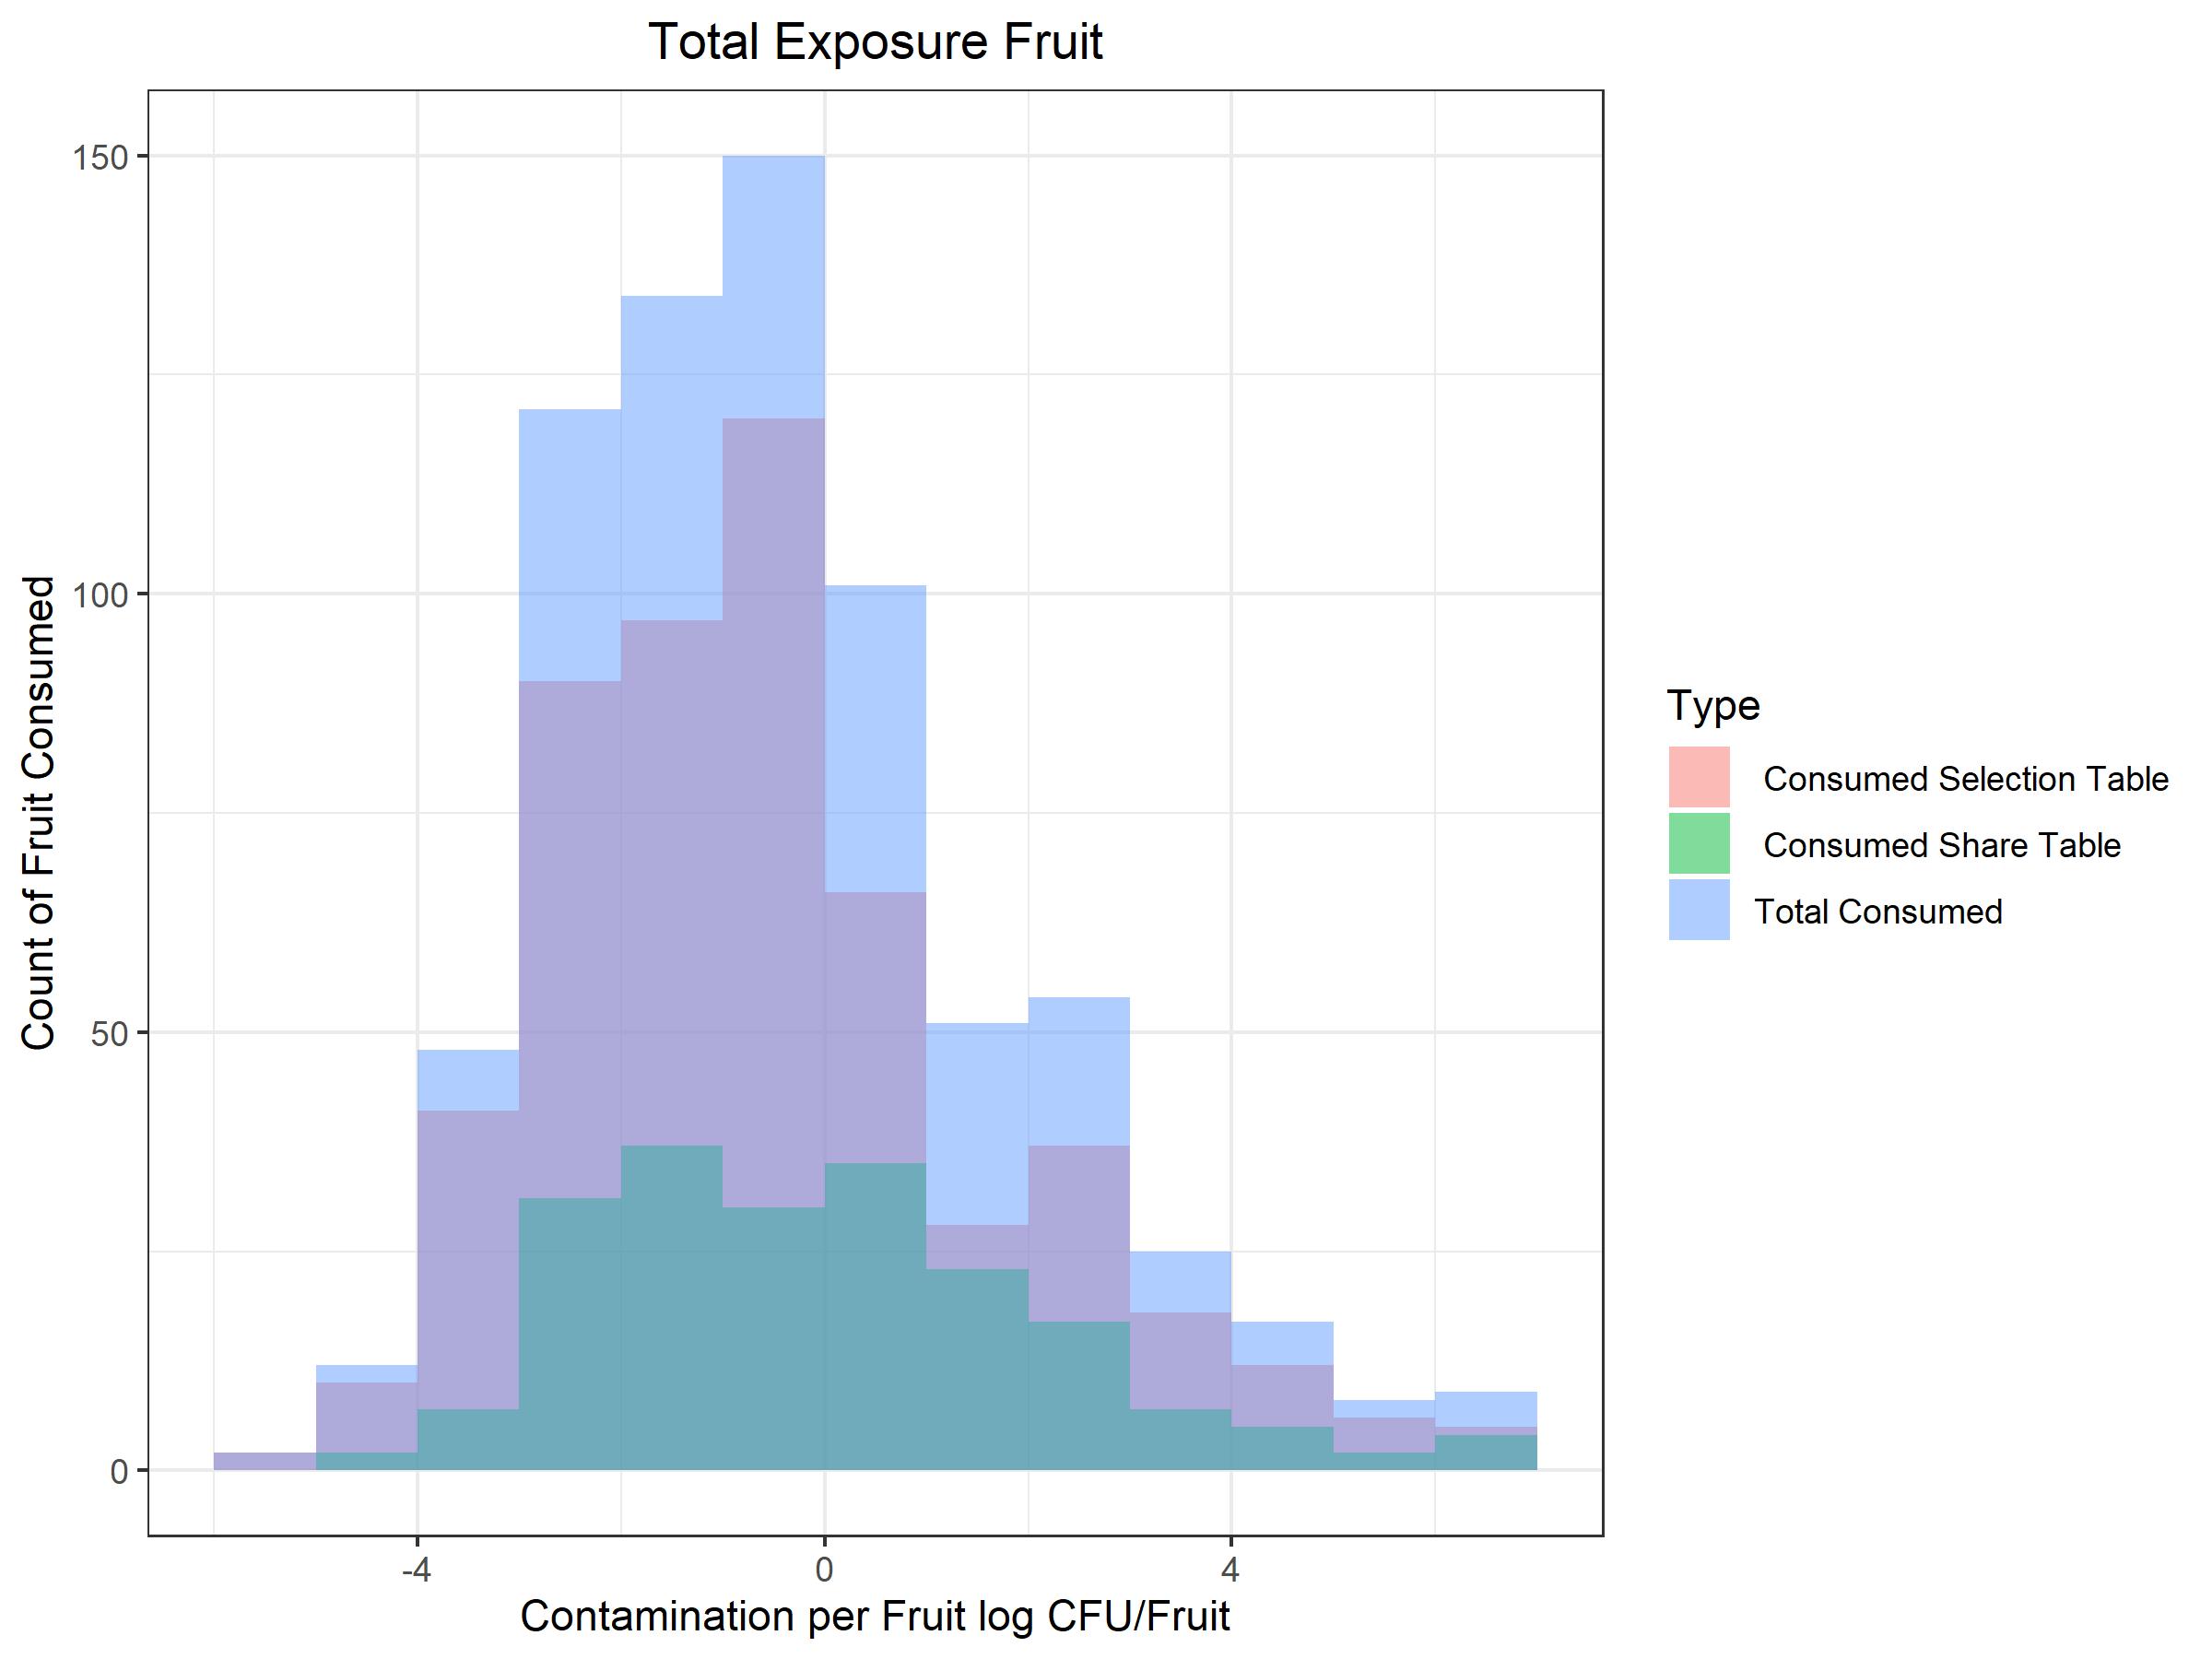 Total Exposure Fruit
Count of Fruit Consumed
150
100
50
0
-4
0
4
Contamination per Fruit log CFU/Fruit
Type
Consumed Selection Table
Consumed Share Table
Total Consumed